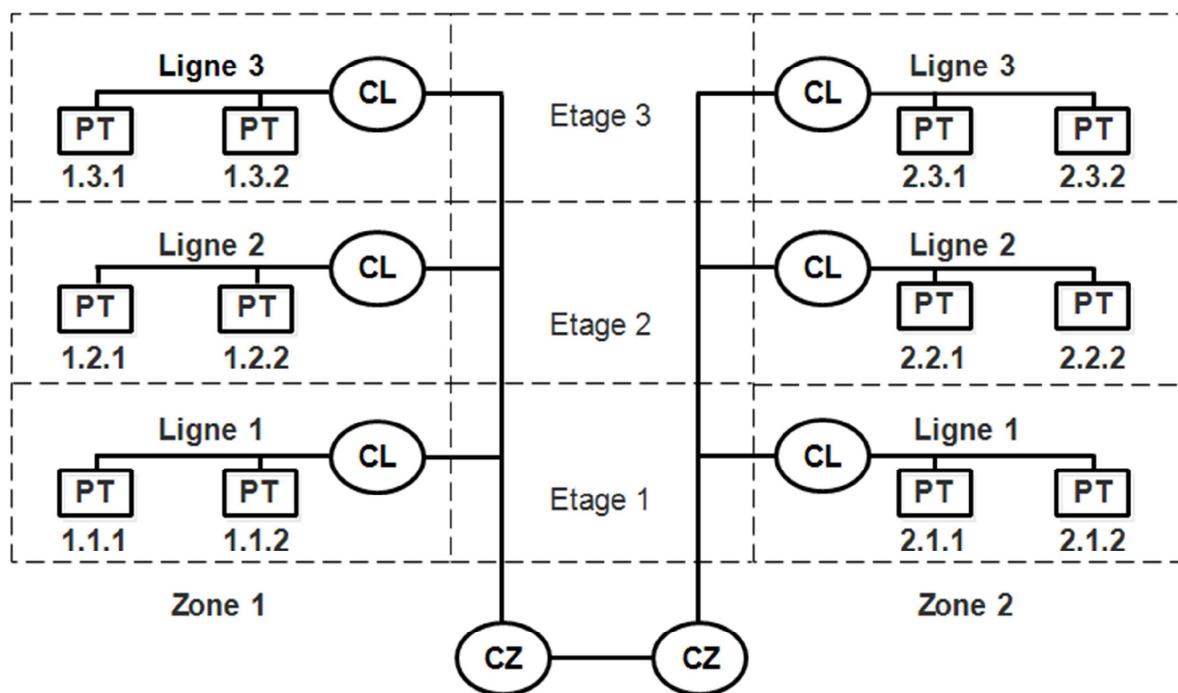 Ligne 3
CL
PT
PT
1.3.1
1.3.2
Etage 3
CL
Ligne 3
PT
PT
2.3.1
2.3.2
Ligne 2
CL
PT
PT
1.2.1
1.2.2
Etage 2
CL
Ligne 2
PT
PT
2.2.1
2.2.2
Ligne 1
CL
PT
PT
1.1.1
1.1.2
Etage 1
CL
Ligne 1
PT
PT
2.1.1
2.1.2
Zone 1
Zone 2
CZ
CZ